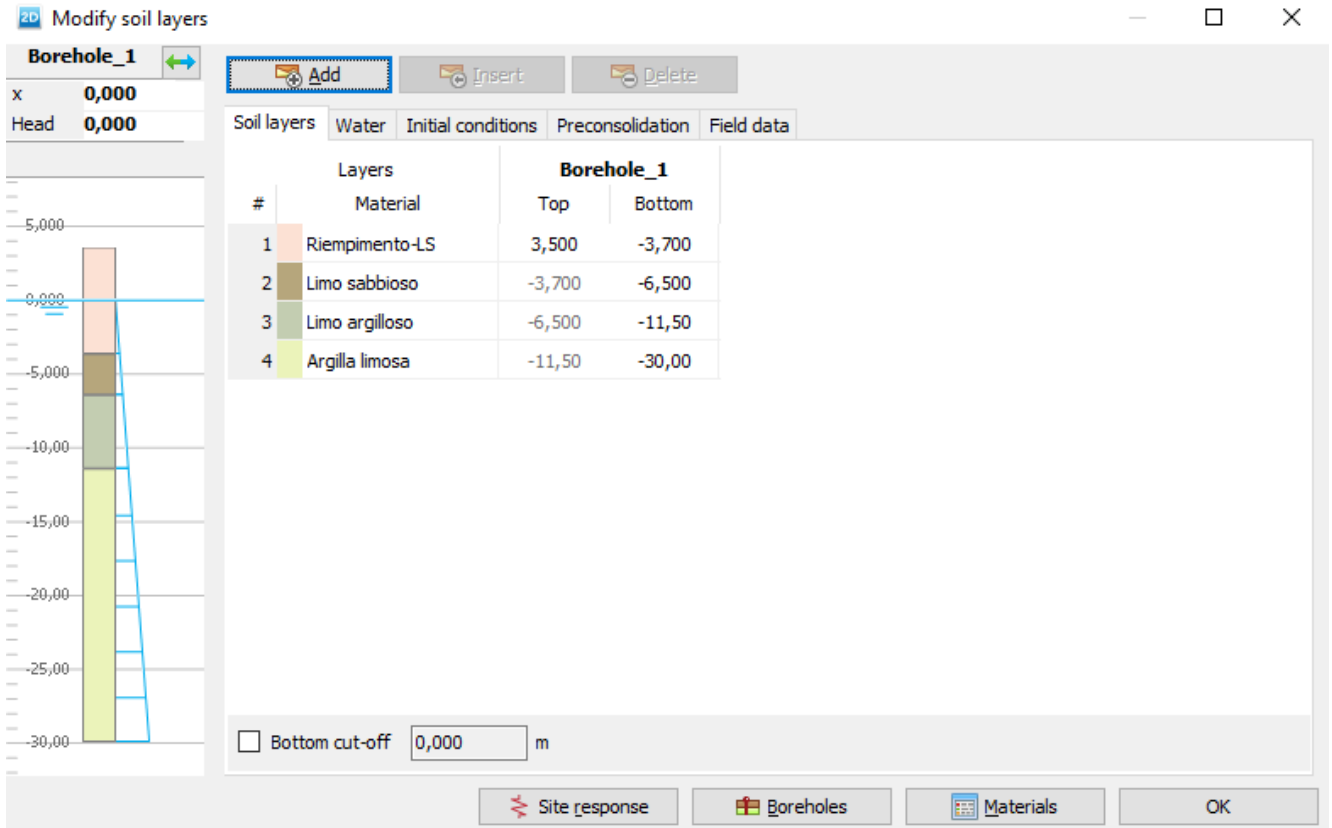 2D Modify soil layers
Borehole_1
x 0,000
Head 0,000
Add Insert Delete
Soil layers Water Initial conditions Preconsolidation Field data
Layers Borehole_1
# Material Top Bottom
1 Riempimento-LS 3,500 -3,700
2 Limo sabbioso -3,700 -6,500
3 Limo argilloso -6,500 -11,50
4 Argilla limosa -11,50 -30,00
5,000
0,000
-5,000
-10,00
-15,00
-20,00
-25,00
-30,00
Bottom cut-off 0,000 m
Site response Boreholes Materials OK